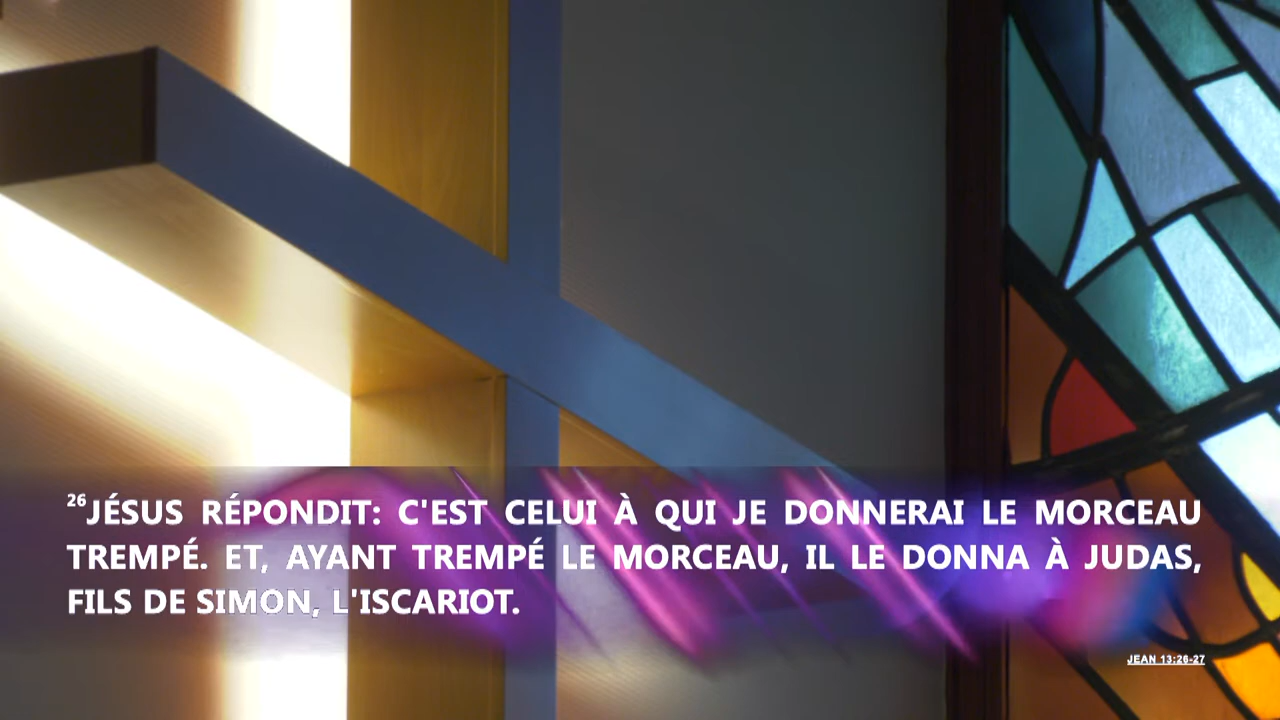 26JÉSUS RÉPONDIT: C'EST CELUI À QUI JE DONNERAI LE MORCEAU
TREMPÉ. ET, AYANT TREMPÉ LE MORCEAU, IL LE DONNA À JUDAS,
FILS DE SIMON, L'ISCARIOT.
JEAN 13:26-27